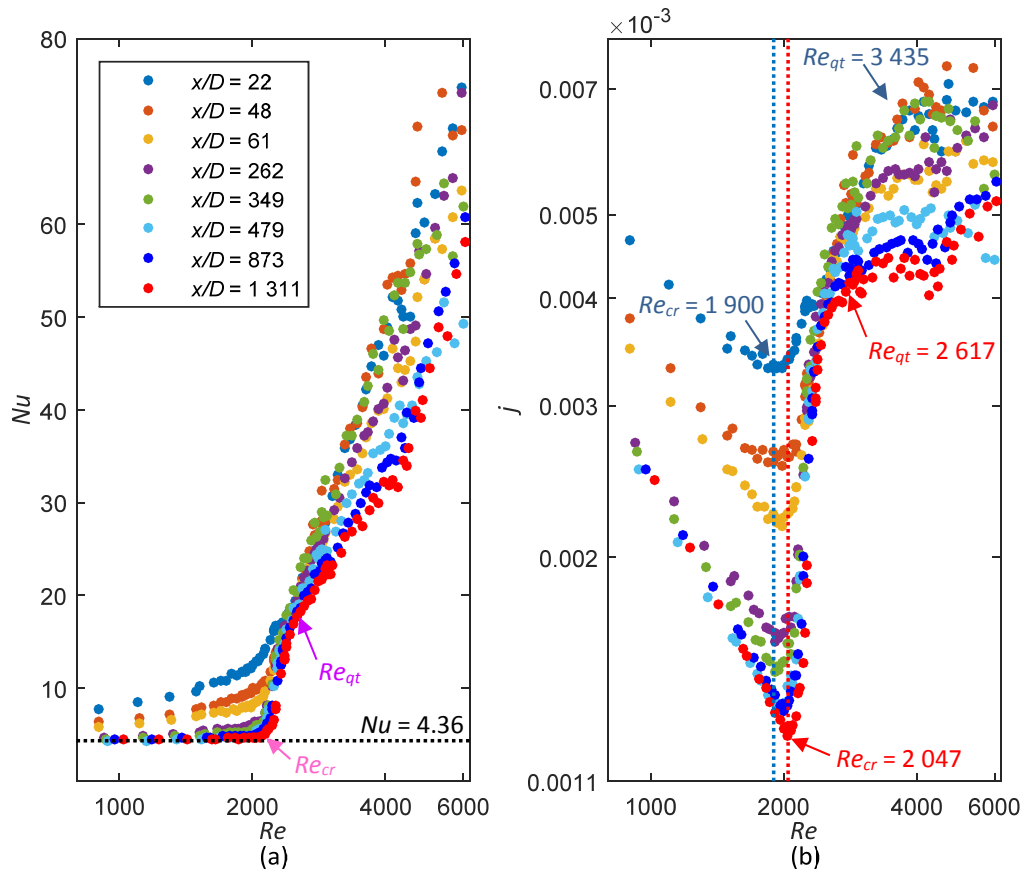 80
70
60
50
40
30
20
10
Nu
x/D = 22
x/D = 48
x/D = 61
x/D = 262
x/D = 349
x/D = 479
x/D = 873
x/D = 1 311
Re_qt
Nu = 4.36
Re_cr
1000 2000 4000 6000
Re
(a)
× 10⁻³
0.007
0.005
0.004
0.003
0.002
0.0011
j
Re_qt = 3 435
Re_cr = 1 900
Re_qt = 2 617
Re_cr = 2 047
1000 2000 4000 6000
Re
(b)